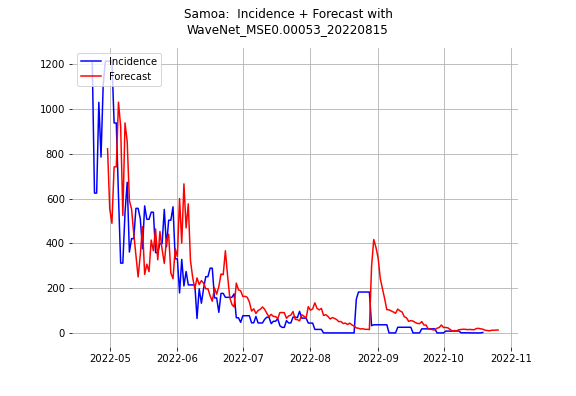 Samoa:  Incidence + Forecast with
WaveNet_MSE0.00053_20220815
Incidence
Forecast
1200
1000
800
600
400
200
0
2022-05 2022-06 2022-07 2022-08 2022-09 2022-10 2022-11